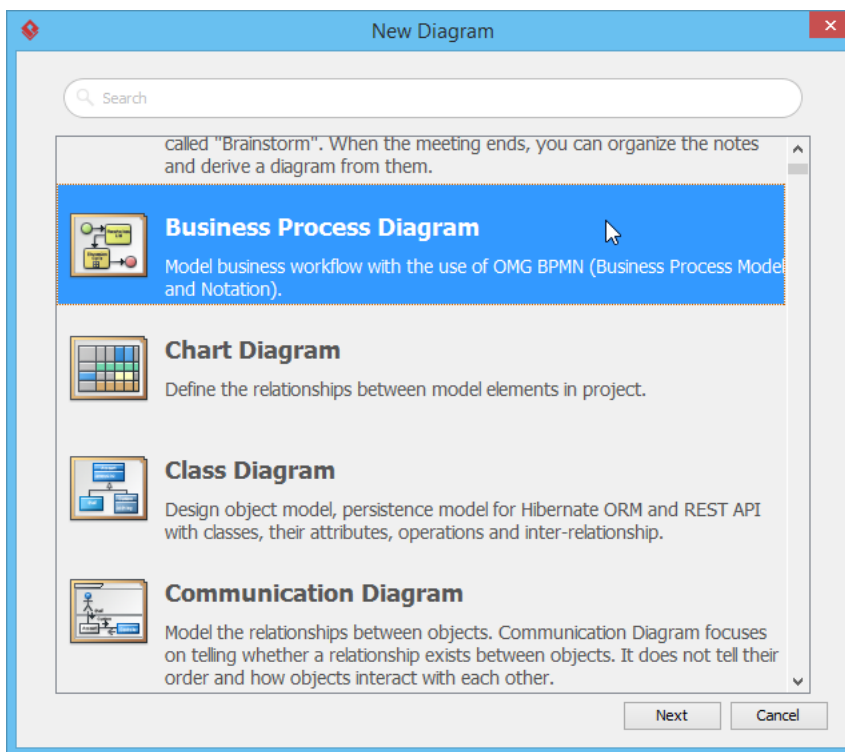 New Diagram
Search
called "Brainstorm". When the meeting ends, you can organize the notes
and derive a diagram from them.
Business Process Diagram
Model business workflow with the use of OMG BPMN (Business Process Model
and Notation).
Chart Diagram
Define the relationships between model elements in project.
Class Diagram
Design object model, persistence model for Hibernate ORM and REST API
with classes, their attributes, operations and inter-relationship.
Communication Diagram
Model the relationships between objects. Communication Diagram focuses
on telling whether a relationship exists between objects. It does not tell their
order and how objects interact with each other.
Next
Cancel